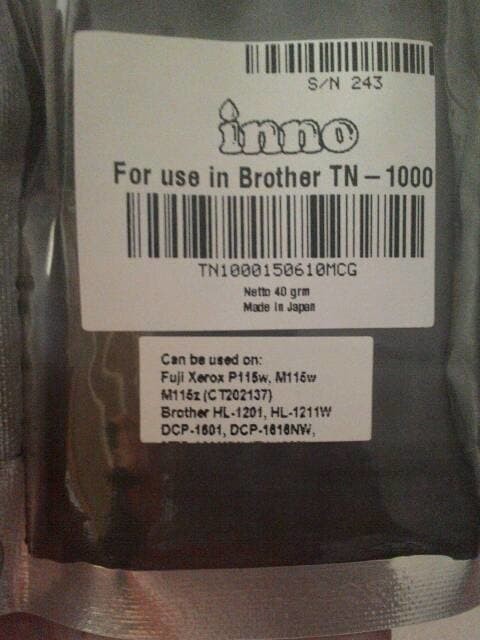 S/N 243
inno
For use in Brother TN-1000
TN1000150610MCG
Netto 40 grm
Made In Japan
Can be used on:
Fuji Xerox P115w, M115w
M115z (CT202137)
Brother HL-1201, HL-1211W
DCP-1601, DCP-1616NW,